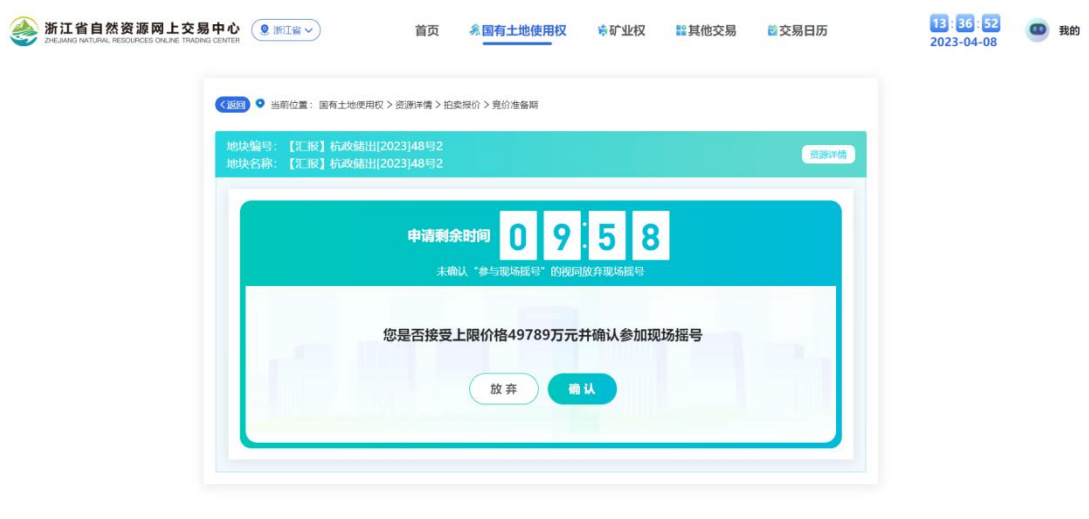 浙江省自然资源网上交易中心
ZHEJIANG NATURAL RESOURCES ONLINE TRADING CENTER
浙江省
首页
国有土地使用权
矿业权
其他交易
交易日历
13:36:52
2023-04-08
我的
返回
当前位置：国有土地使用权 > 资源详情 > 拍卖报价 > 竞价准备期
地块编号：【汇报】杭政储出[2023]48号2
地块名称：【汇报】杭政储出[2023]48号2
资源详情
申请剩余时间 09:58
未确认“参与现场摇号”的视同放弃现场摇号
您是否接受上限价格49789万元并确认参加现场摇号
放弃
确认